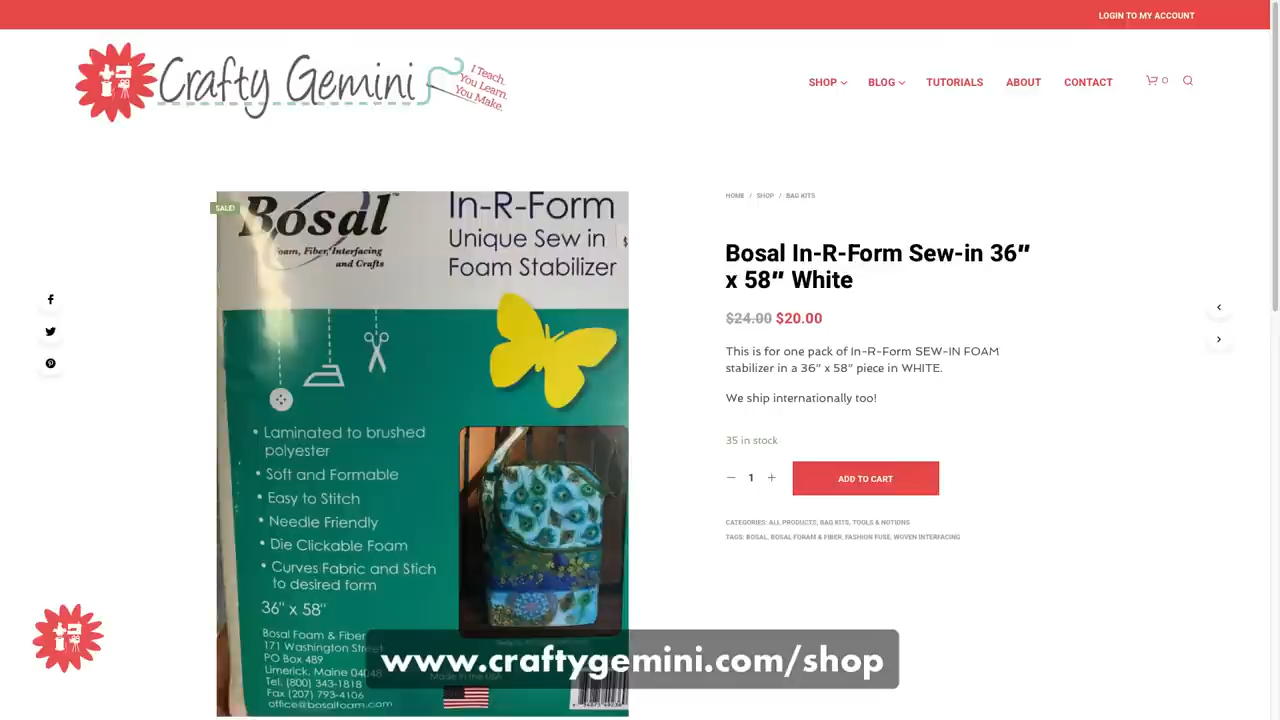 LOGIN TO MY ACCOUNT
Crafty Gemini
I Teach.
You Learn.
You Make.
SHOP
BLOG
TUTORIALS
ABOUT
CONTACT
0
SALE!
Bosal™
Foam, Fiber, Interfacing
and Crafts
In-R-Form
Unique Sew in
Foam Stabilizer
$
• Laminated to brushed
polyester
• Soft and Formable
• Easy to Stitch
• Needle Friendly
• Die Clickable Foam
• Curves Fabric and Stich
to desired form
36" x 58"
Bosal Foam & Fiber
171 Washington Street
PO Box 489
Limerick, Maine 04048
Tel. (800) 343-1818
Fax (207) 793-4106
office@bosalfoam.com
Made in the USA
HOME / SHOP / BAG KITS
Bosal In-R-Form Sew-in 36″
x 58″ White
$24.00 $20.00
This is for one pack of In-R-Form SEW-IN FOAM
stabilizer in a 36″ x 58″ piece in WHITE.
We ship internationally too!
35 in stock
— 1 +
ADD TO CART
CATEGORIES: ALL PRODUCTS, BAG KITS, TOOLS & NOTIONS
TAGS: BOSAL, BOSAL FORAM & FIBER, FASHION FUSE, WOVEN INTERFACING
www.craftygemini.com/shop